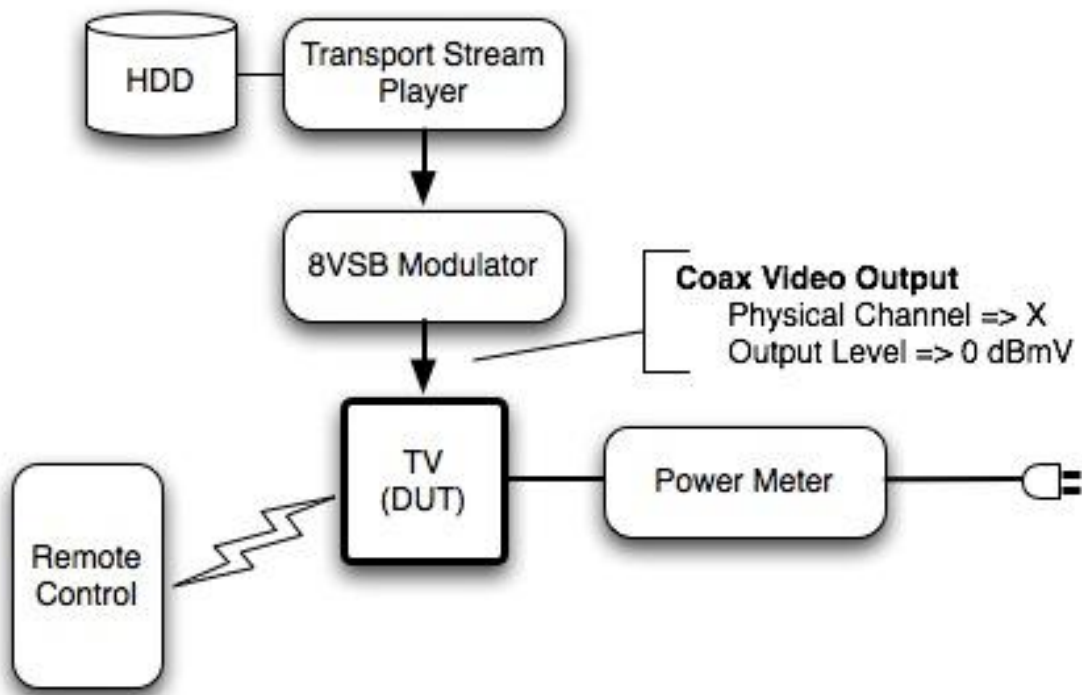 HDD
Transport Stream
Player
8VSB Modulator
Coax Video Output
Physical Channel => X
Output Level => 0 dBmV
TV
(DUT)
Power Meter
Remote
Control